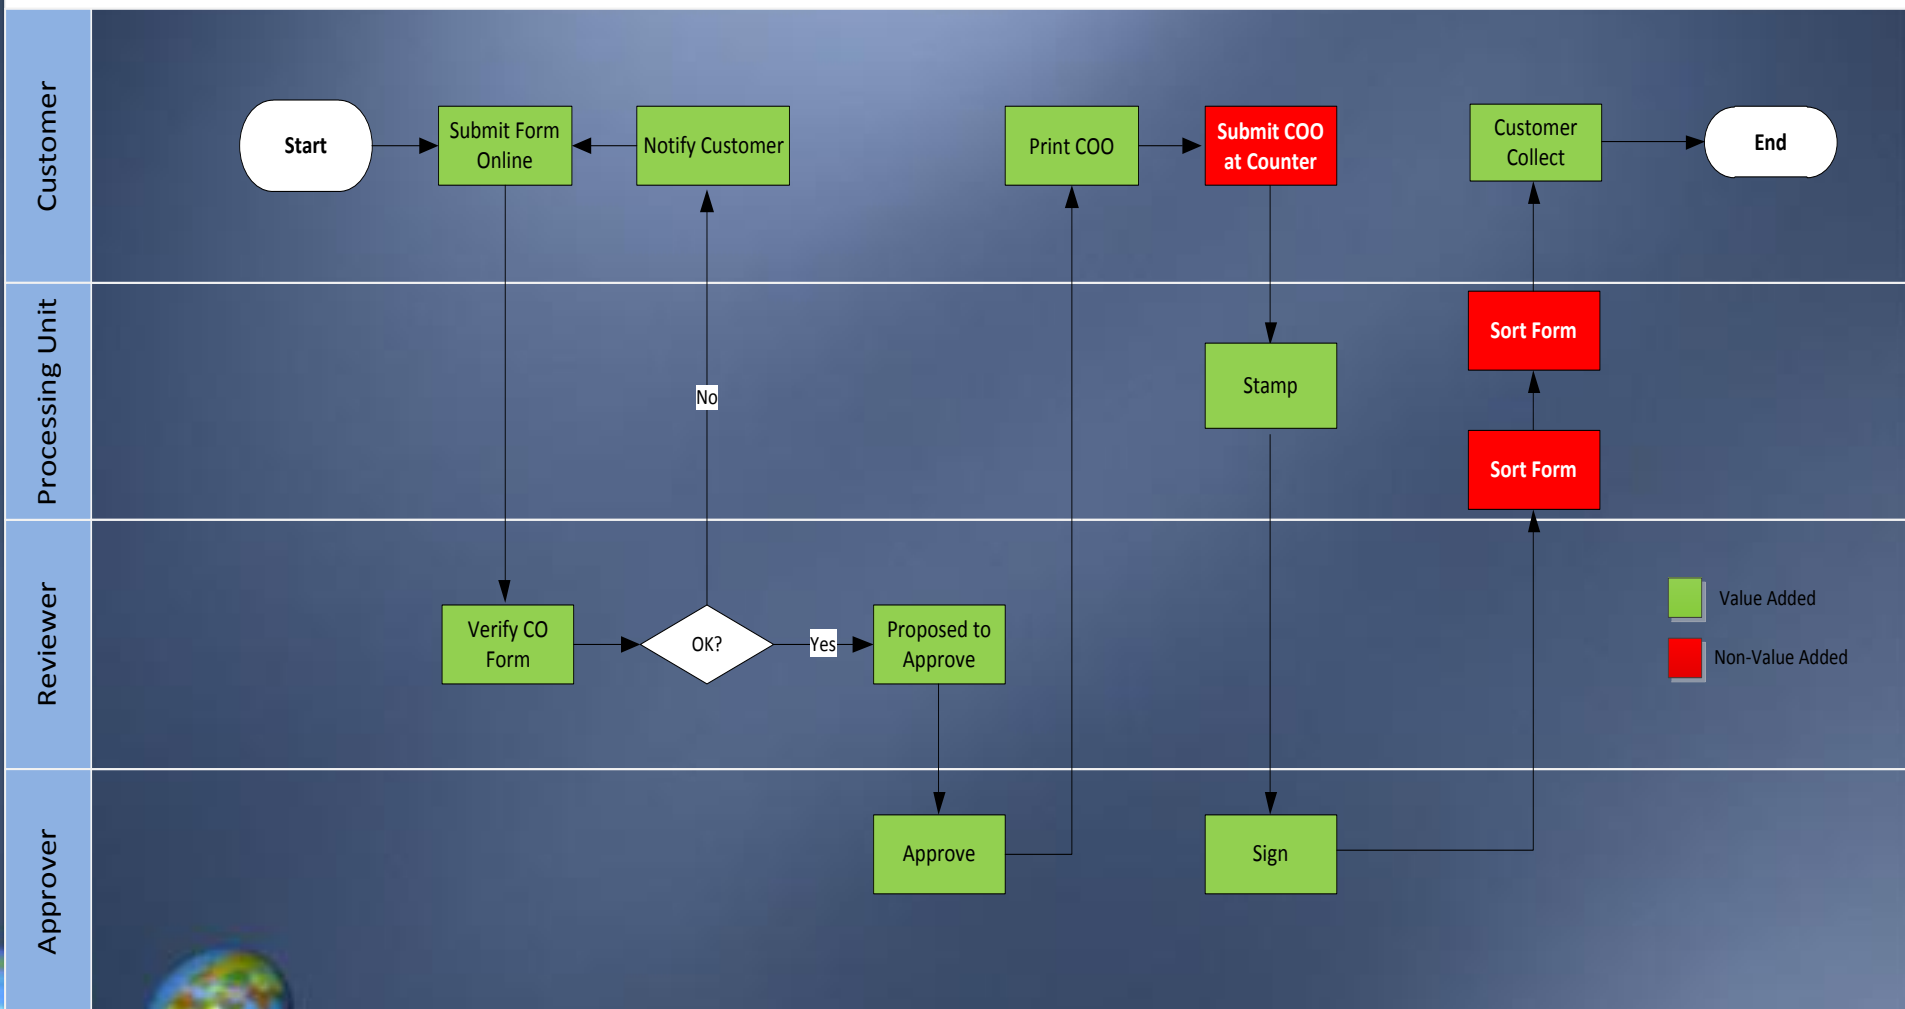 Customer
Start
Submit Form
Online
Notify Customer
Print COO
Submit COO
at Counter
Customer
Collect
End
Processing Unit
No
Stamp
Sort Form
Sort Form
Reviewer
Verify CO
Form
OK?
Yes
Proposed to
Approve
Value Added
Non-Value Added
Approver
Approve
Sign